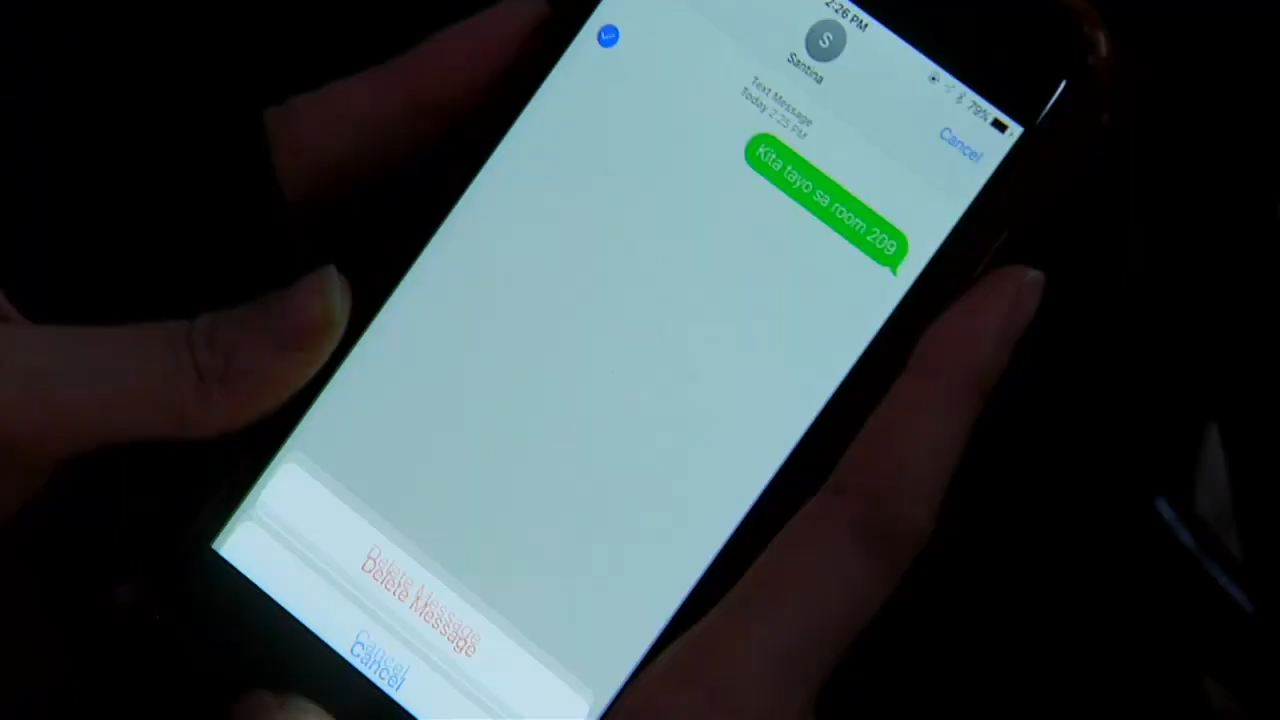 2:26 PM
79%
S
Santina
Cancel
Text Message
Today 2:25 PM
Kita tayo sa room 209
Delete Message
Cancel